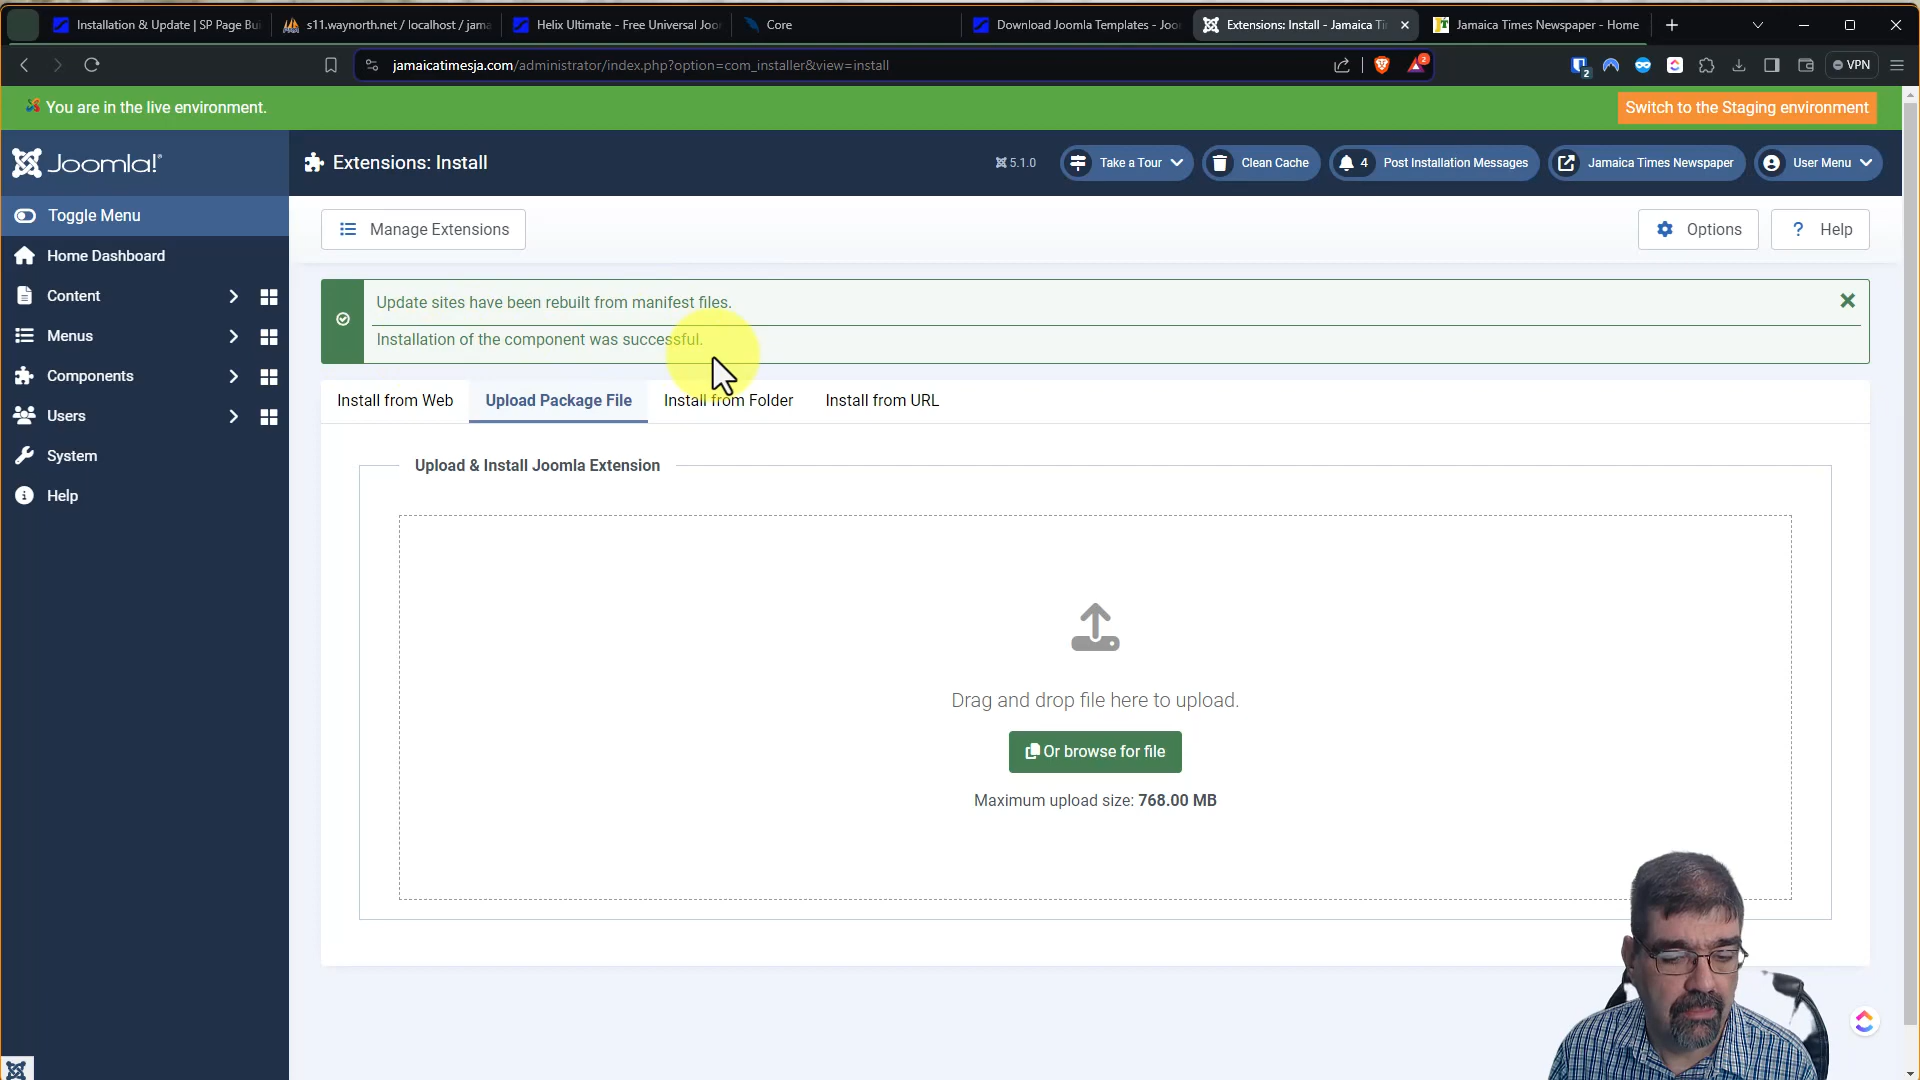 Installation & Update | SP Page Bui
s11.waynorth.net / localhost / jama
Helix Ultimate - Free Universal Joo
Core
Download Joomla Templates - Joo
Extensions: Install - Jamaica Ti
Jamaica Times Newspaper - Home
jamaicatimesja.com/administrator/index.php?option=com_installer&view=install
2
2
VPN
You are in the live environment.
Switch to the Staging environment
Joomla!
Extensions: Install
5.1.0
Take a Tour
Clean Cache
4 Post Installation Messages
Jamaica Times Newspaper
User Menu
Toggle Menu
Home Dashboard
Content
Menus
Components
Users
System
Help
Manage Extensions
Options
? Help
Update sites have been rebuilt from manifest files.
Installation of the component was successful.
Install from Web
Upload Package File
Install from Folder
Install from URL
Upload & Install Joomla Extension
Drag and drop file here to upload.
Or browse for file
Maximum upload size: 768.00 MB